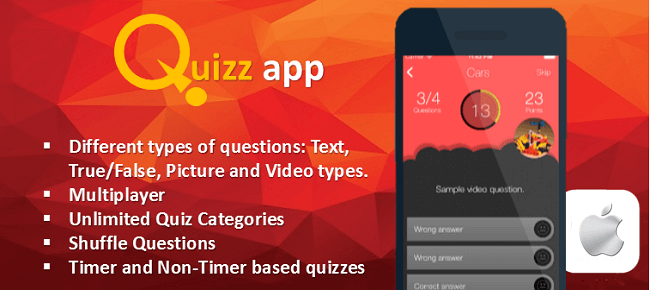 Quizz app
Different types of questions: Text,
True/False, Picture and Video types.
Multiplayer
Unlimited Quiz Categories
Shuffle Questions
Timer and Non-Timer based quizzes
Carrier
Cars
Skip
3/4
Questions
13
23
Points
Sample video question.
Wrong answer
Wrong answer
Correct answer